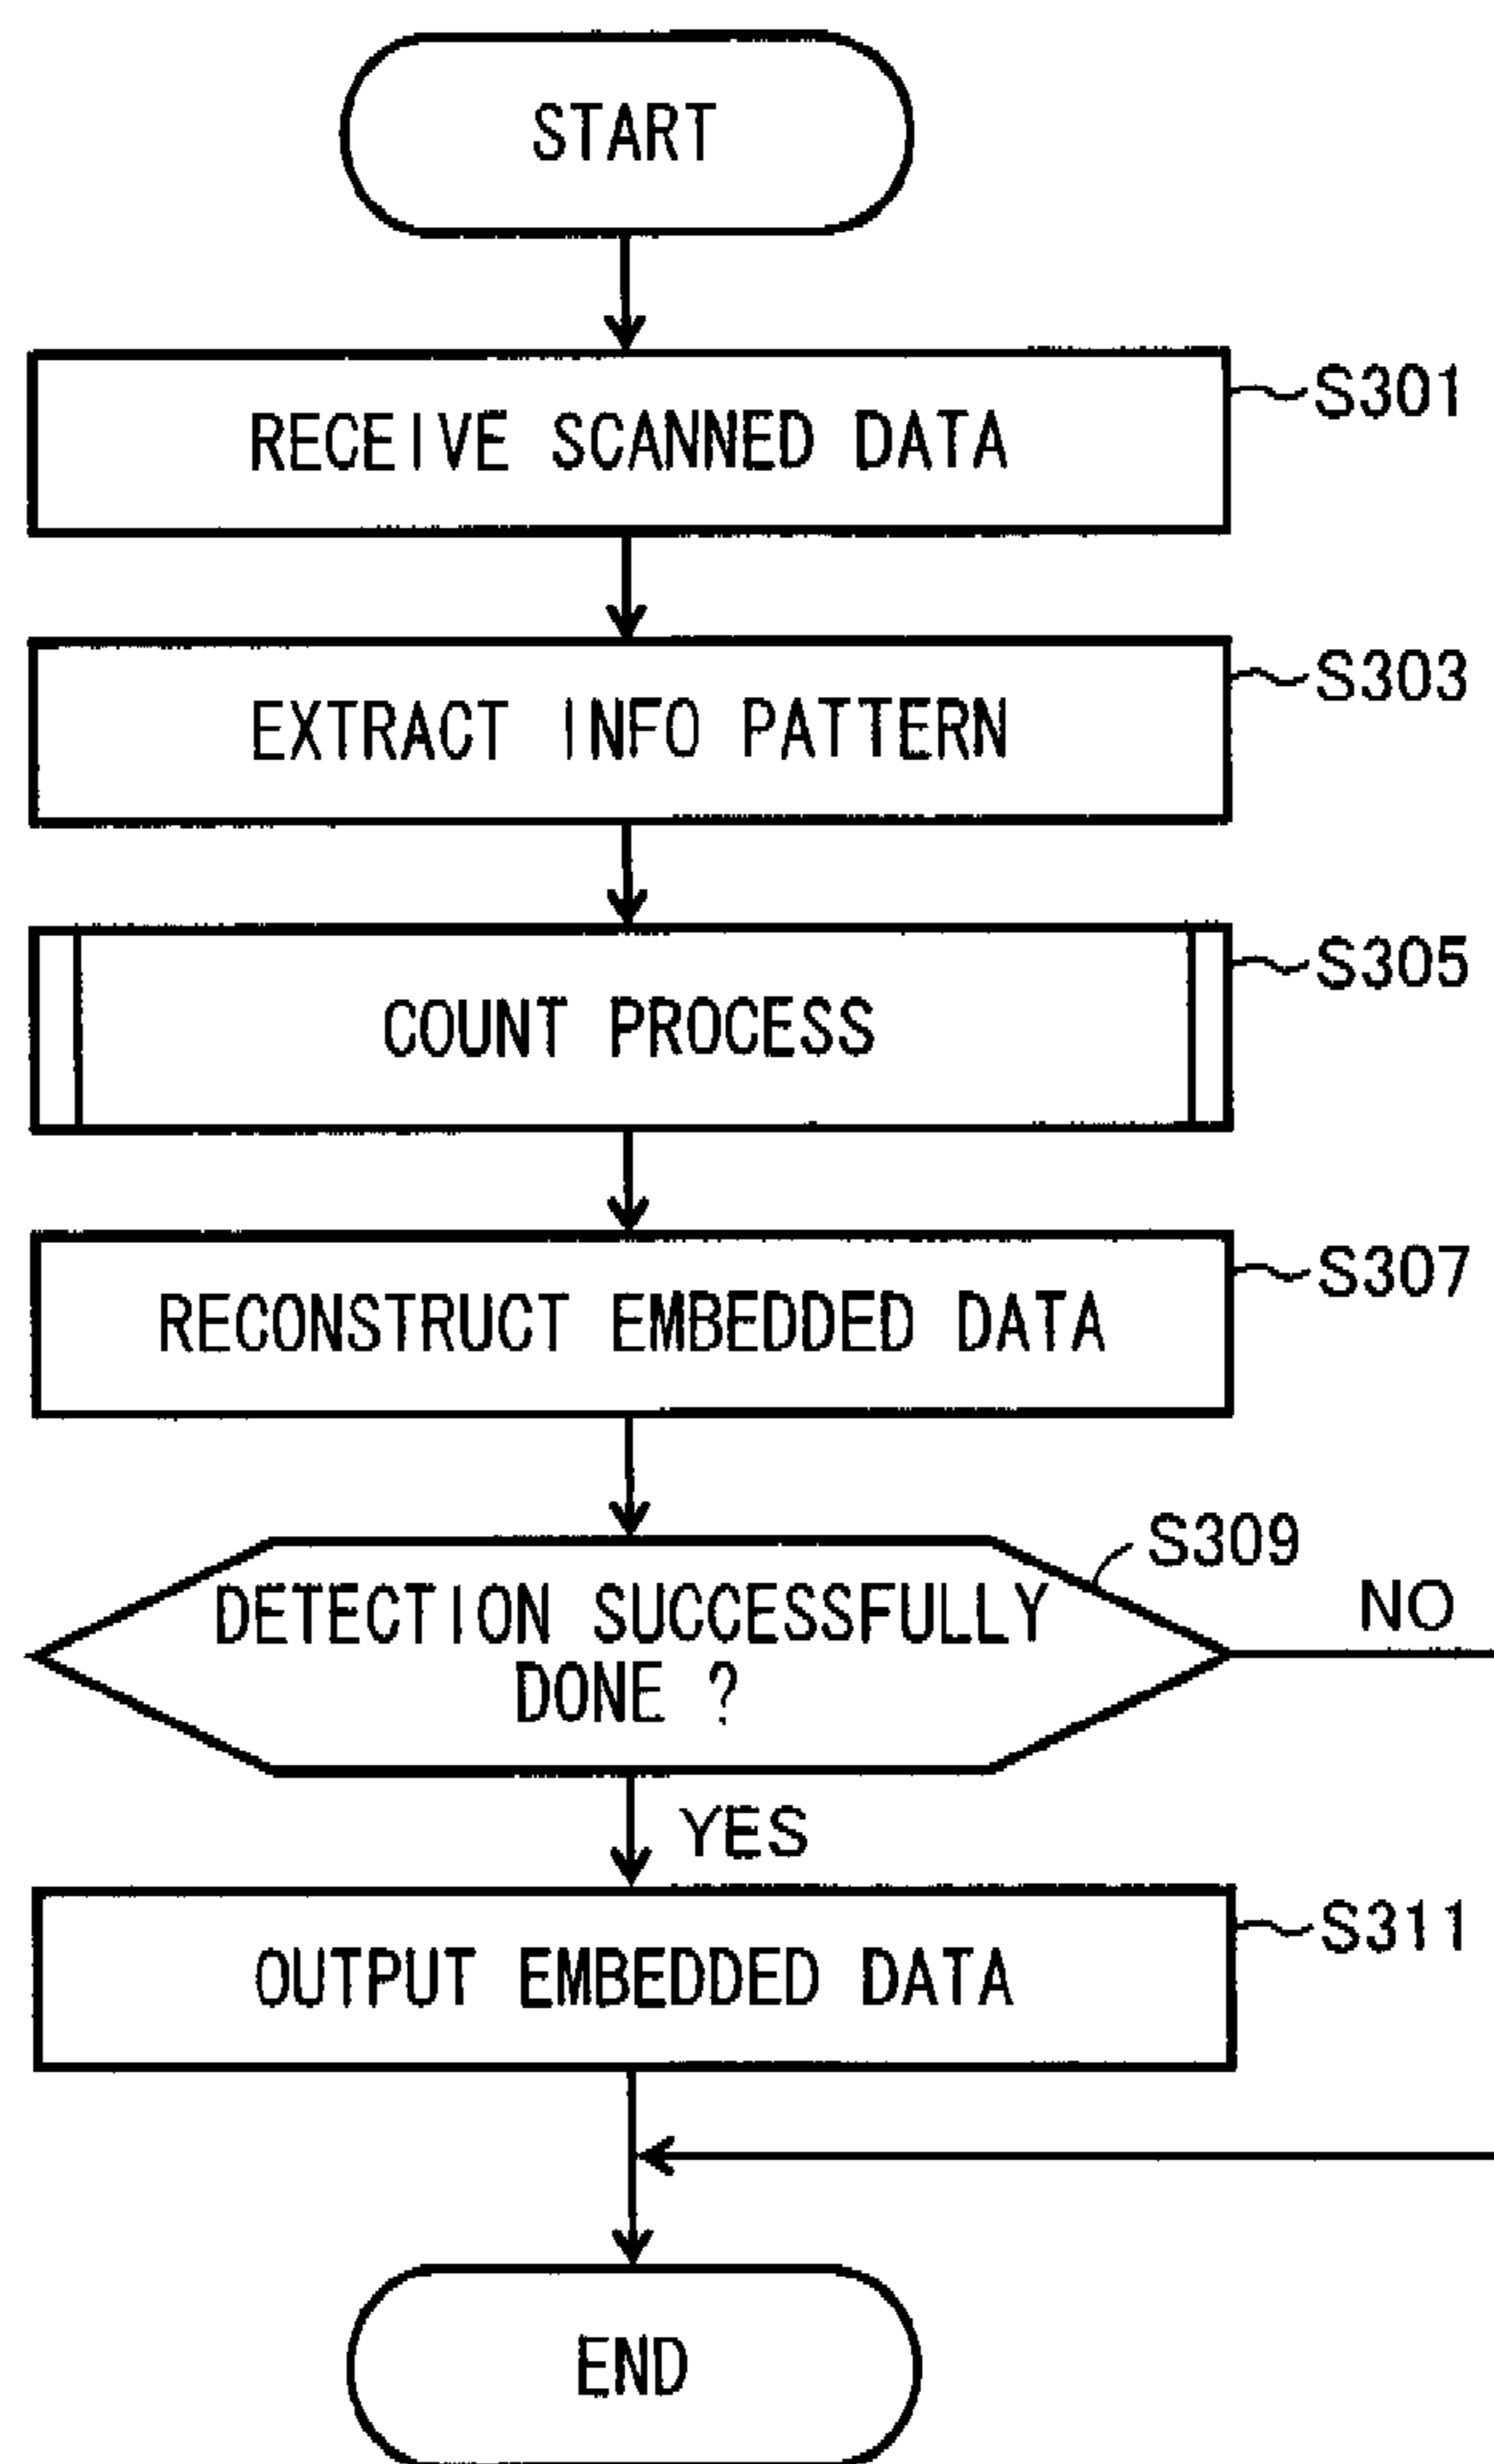 START
RECEIVE SCANNED DATA
S301
EXTRACT INFO PATTERN
S303
COUNT PROCESS
S305
RECONSTRUCT EMBEDDED DATA
S307
DETECTION SUCCESSFULLY
DONE ?
S309
NO
YES
OUTPUT EMBEDDED DATA
S311
END